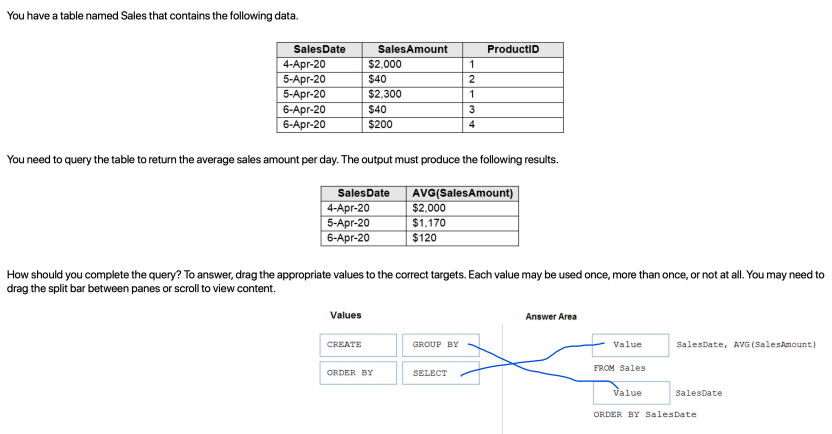 You have a table named Sales that contains the following data.
SalesDate SalesAmount ProductID
4-Apr-20 $2,000 1
5-Apr-20 $40 2
5-Apr-20 $2,300 1
6-Apr-20 $40 3
6-Apr-20 $200 4
You need to query the table to return the average sales amount per day. The output must produce the following results.
SalesDate AVG(SalesAmount)
4-Apr-20 $2,000
5-Apr-20 $1,170
6-Apr-20 $120
How should you complete the query? To answer, drag the appropriate values to the correct targets. Each value may be used once, more than once, or not at all. You may need to
drag the split bar between panes or scroll to view content.
Values Answer Area
CREATE GROUP BY Value SalesDate, AVG(SalesAmount)
ORDER BY SELECT FROM Sales
Value SalesDate
ORDER BY SalesDate